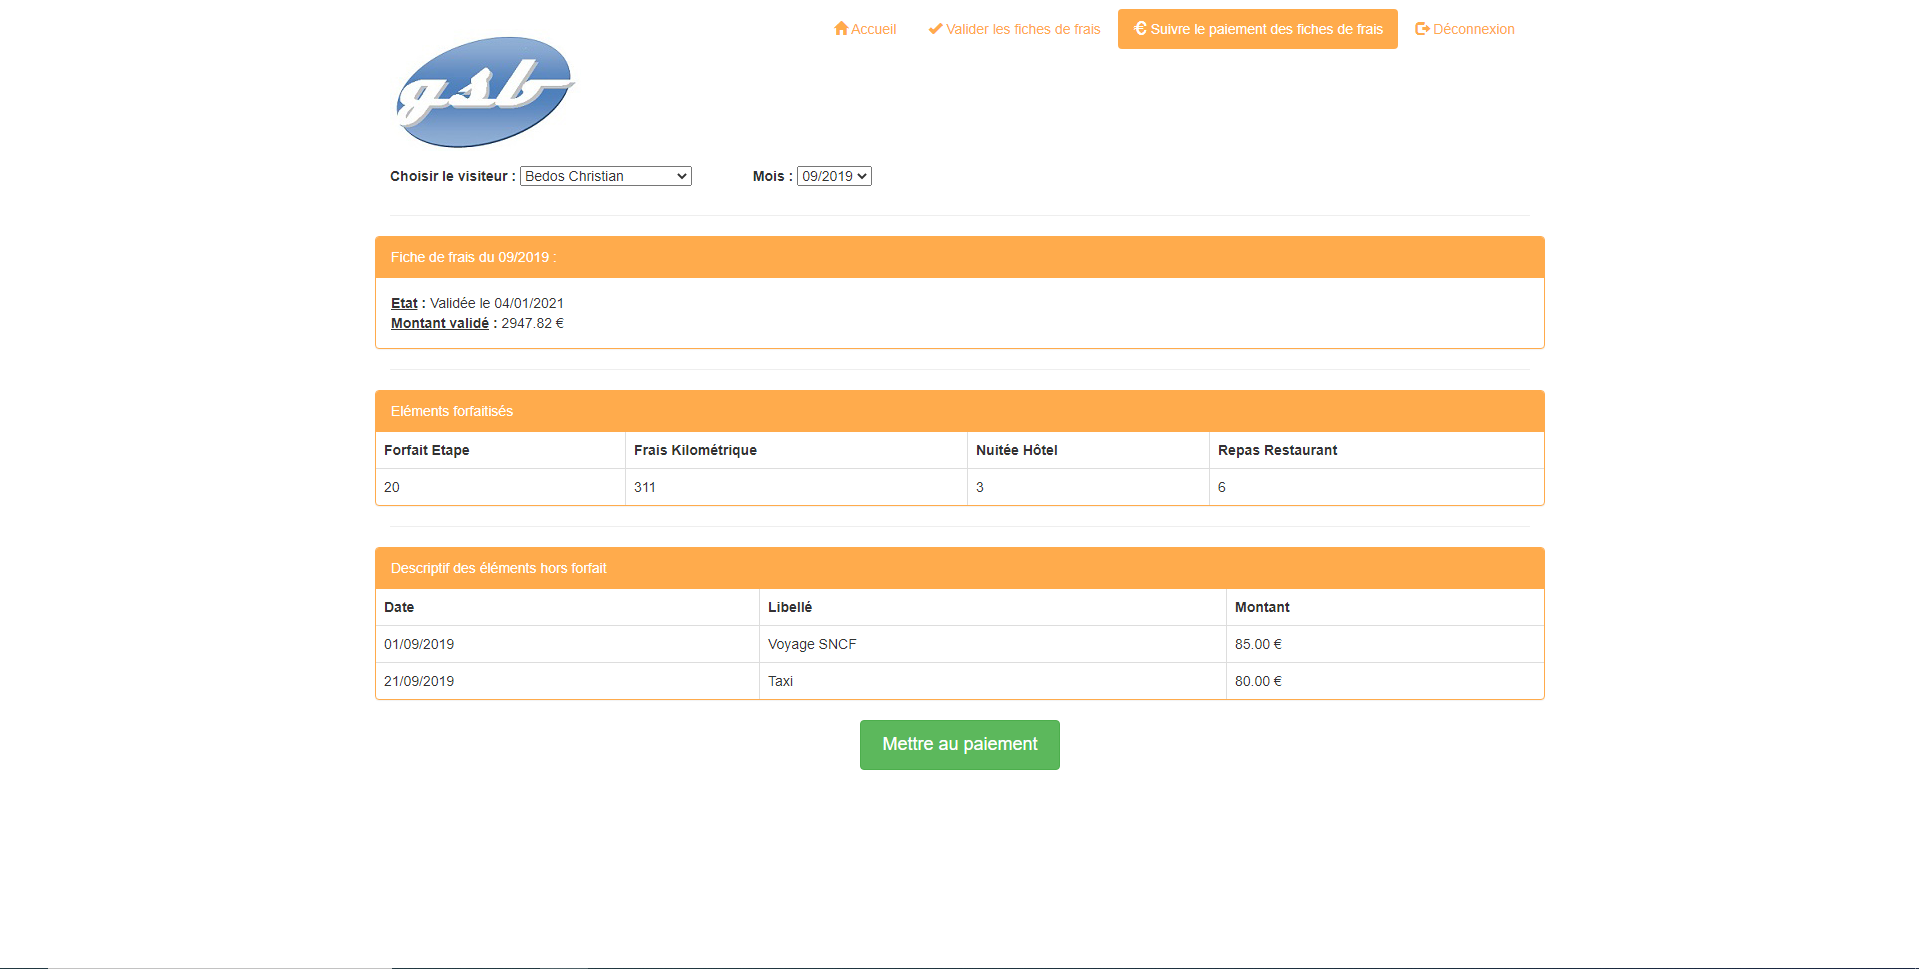 Accueil Valider les fiches de frais € Suivre le paiement des fiches de frais Déconnexion
gsb
Choisir le visiteur : Bedos Christian Mois : 09/2019
Fiche de frais du 09/2019 :
Etat : Validée le 04/01/2021
Montant validé : 2947.82 €
Eléments forfaitisés
Forfait Etape Frais Kilométrique Nuitée Hôtel Repas Restaurant
20 311 3 6
Descriptif des éléments hors forfait
Date Libellé Montant
01/09/2019 Voyage SNCF 85.00 €
21/09/2019 Taxi 80.00 €
Mettre au paiement